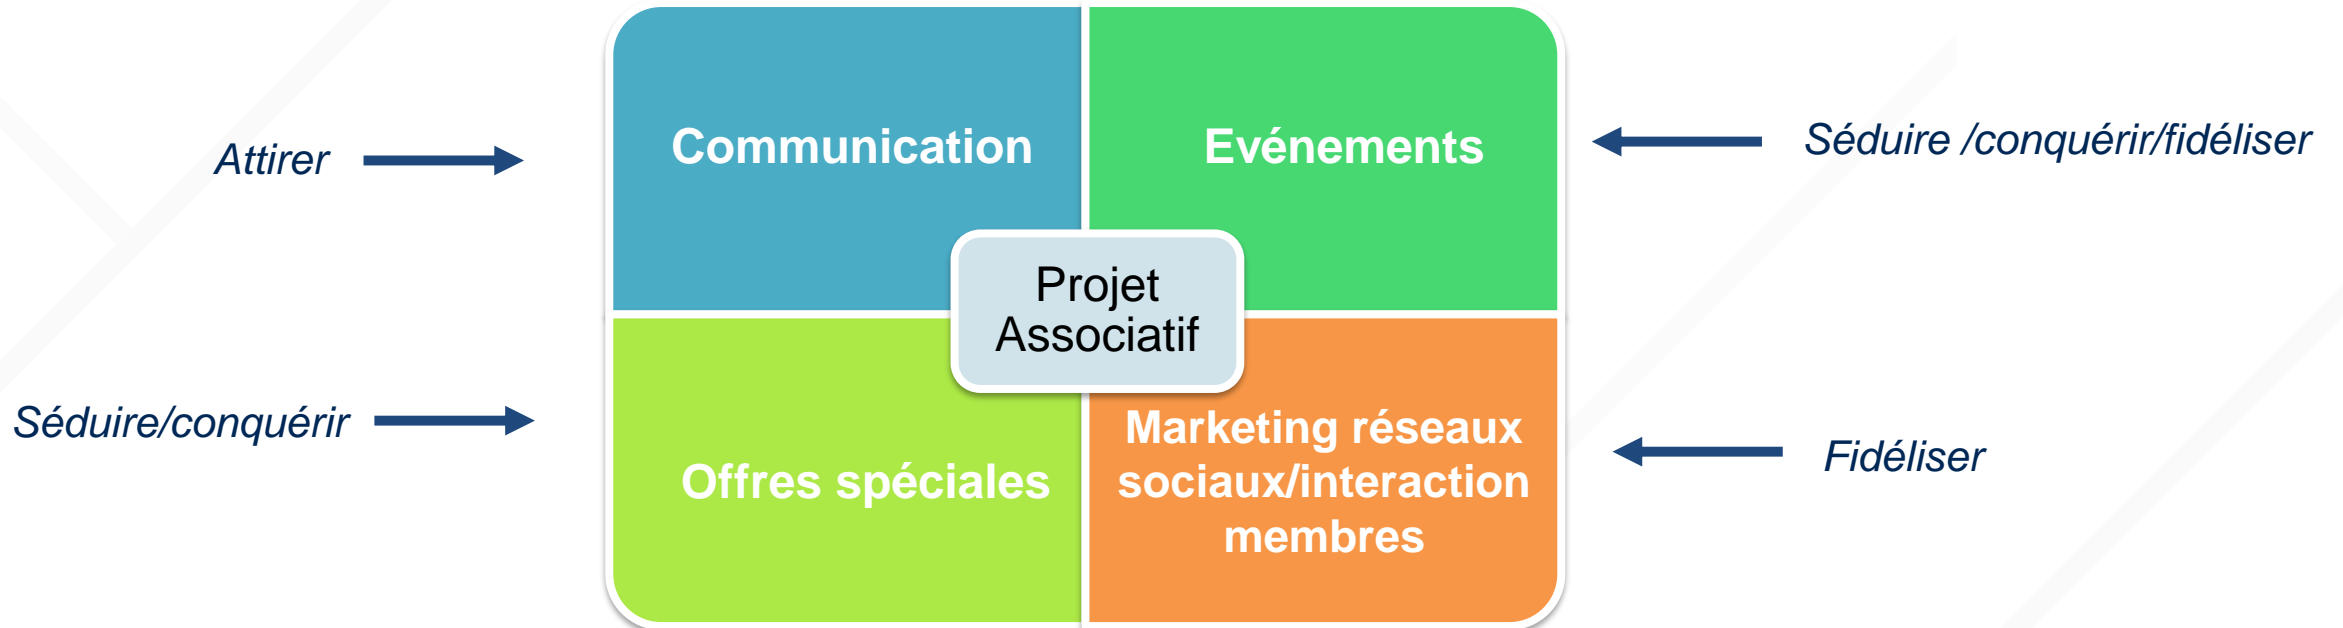 Attirer
Communication
Evénements
Séduire /conquérir/fidéliser
Projet
Associatif
Séduire/conquérir
Offres spéciales
Marketing réseaux
sociaux/interaction
membres
Fidéliser